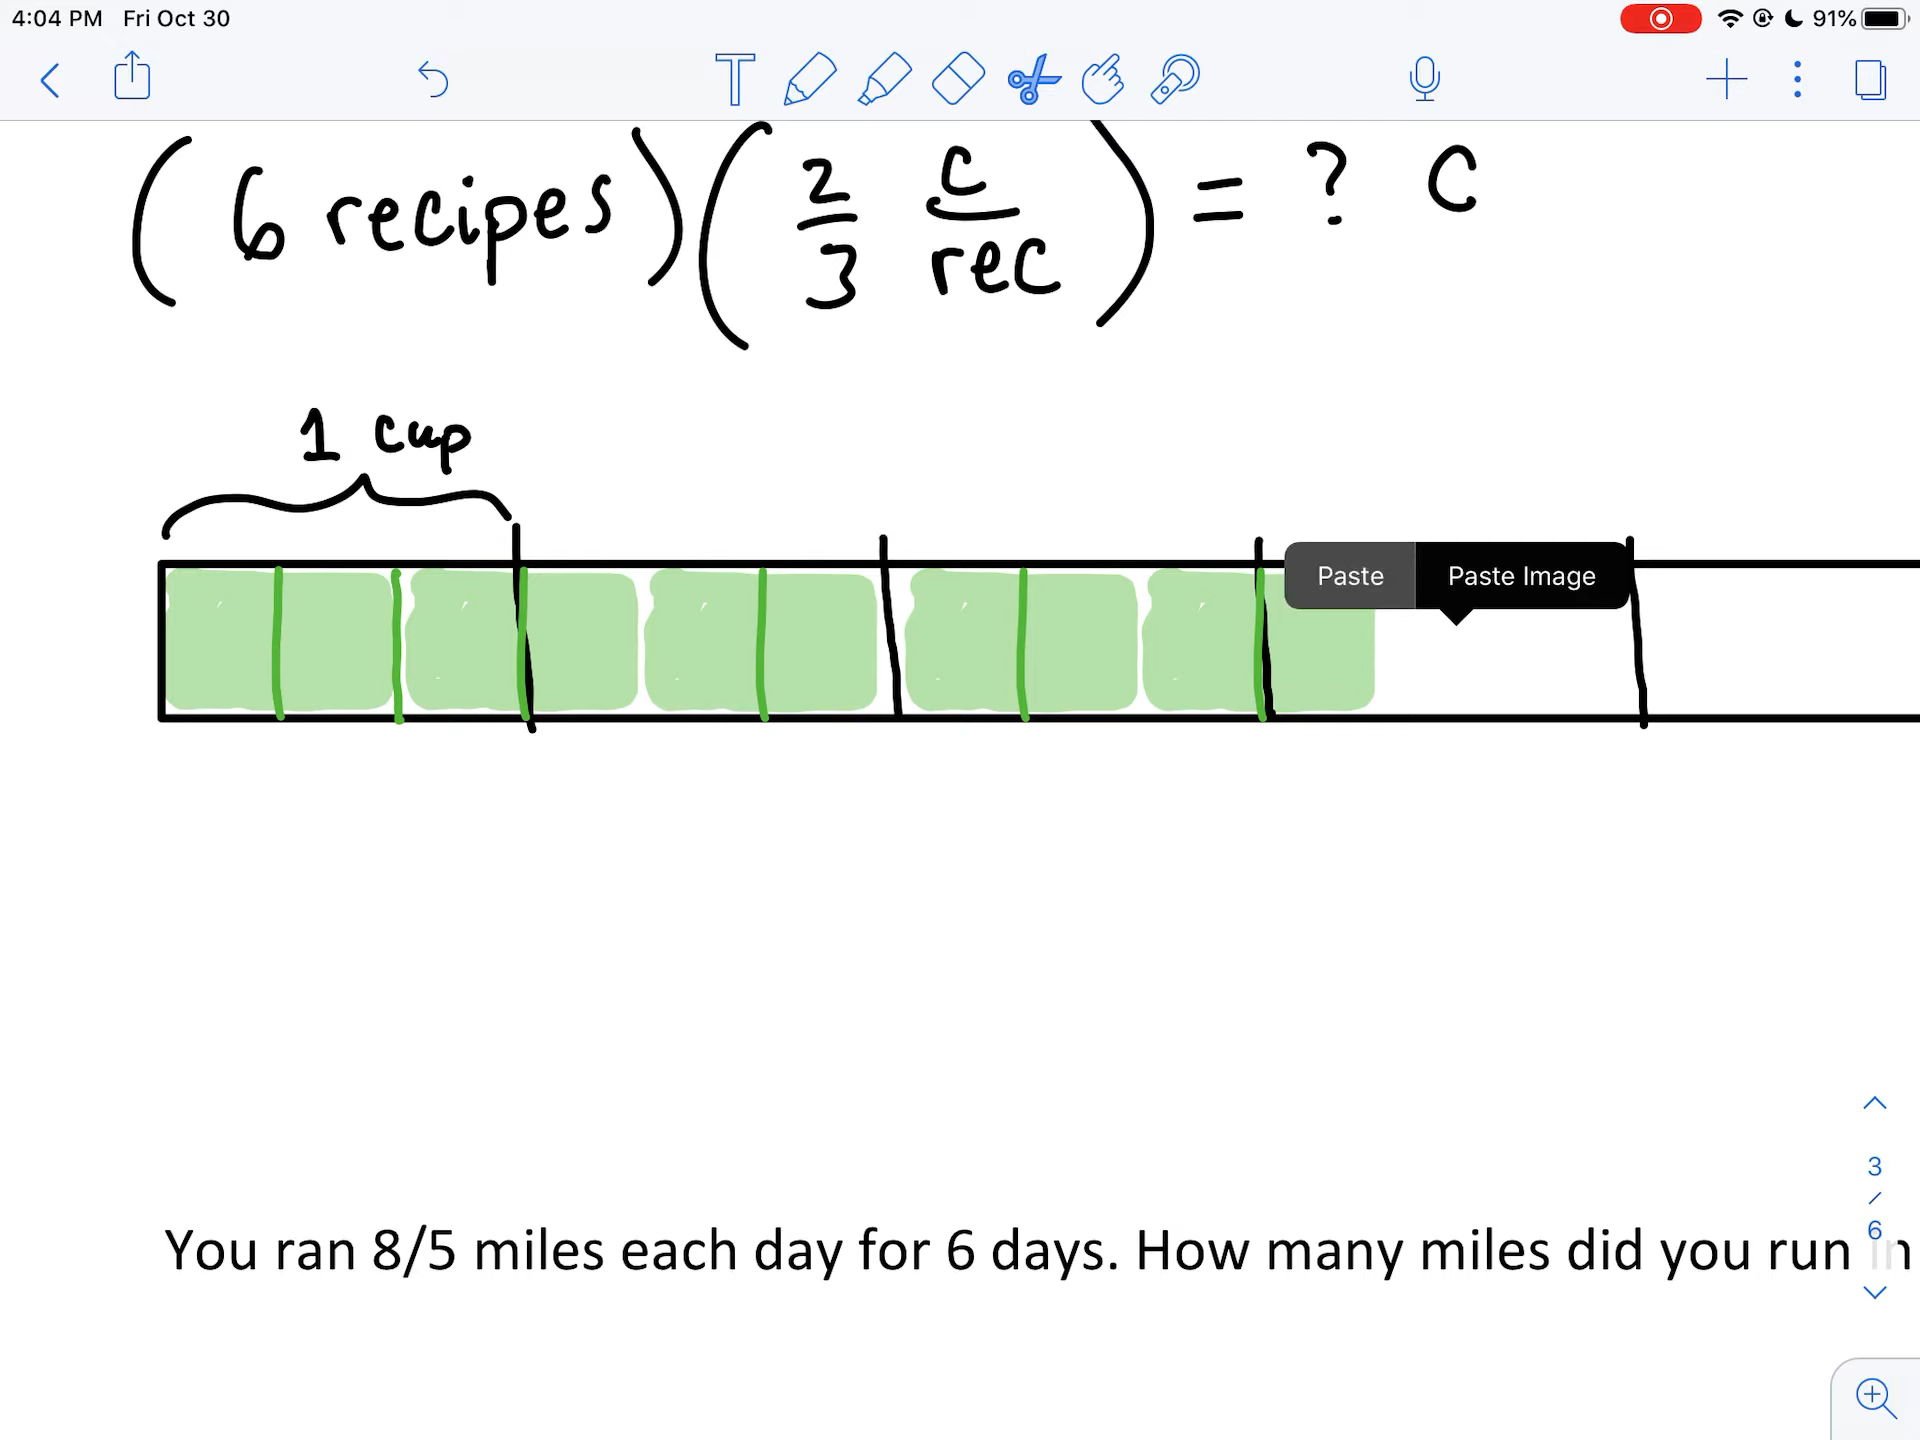 4:04 PM Fri Oct 30 91%
T
(6 recipes)(2/3 c/rec) = ? C
1 cup
Paste Paste Image
3
/
6
You ran 8/5 miles each day for 6 days. How many miles did you run in